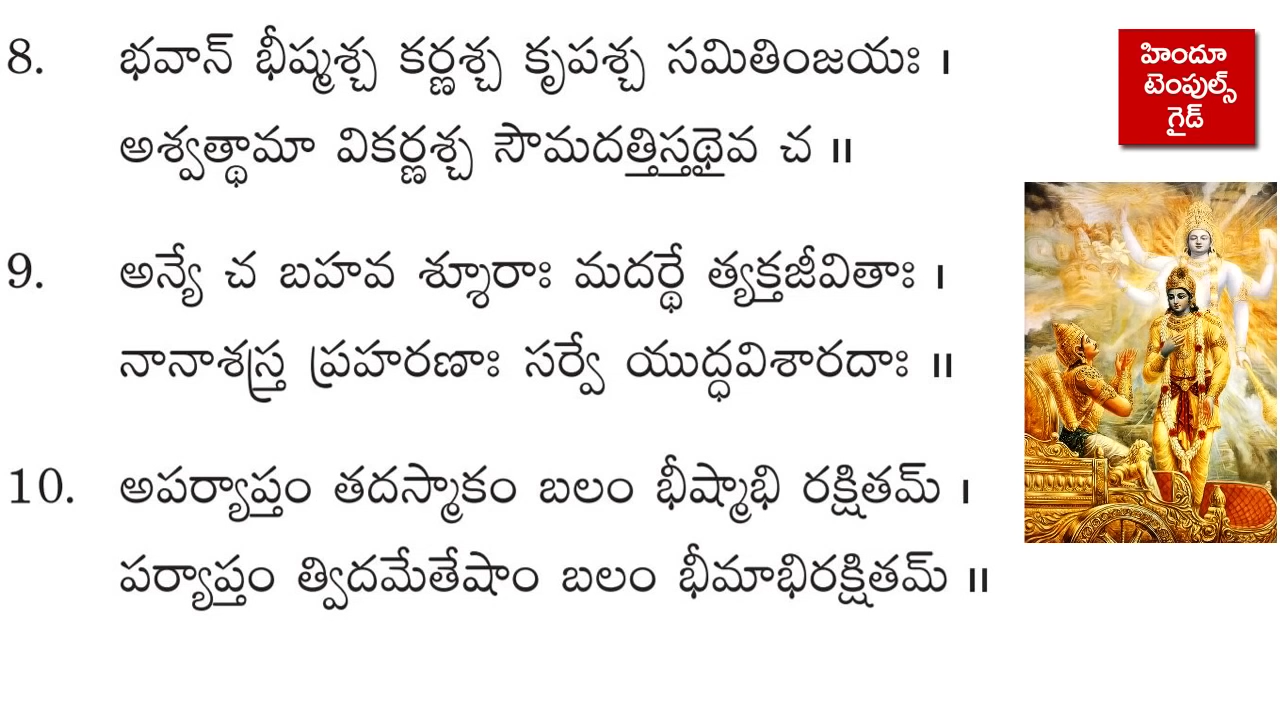 8. భవాన్ భీష్మశ్చ కర్ణశ్చ కృపశ్చ సమితింజయః ।
అశ్వత్థామా వికర్ణశ్చ సౌమదత్తిస్తథైవ చ ॥
9. అన్యే చ బహవ శ్శూరాః మదర్థే త్యక్తజీవితాః ।
నానాశస్త్ర ప్రహరణాః సర్వే యుద్ధవిశారదాః ॥
10. అపర్యాప్తం తదస్మాకం బలం భీష్మాభి రక్షితమ్ ।
పర్యాప్తం త్విదమేతేషాం బలం భీమాభిరక్షితమ్ ॥
హిందూ
టెంపుల్స్
గైడ్